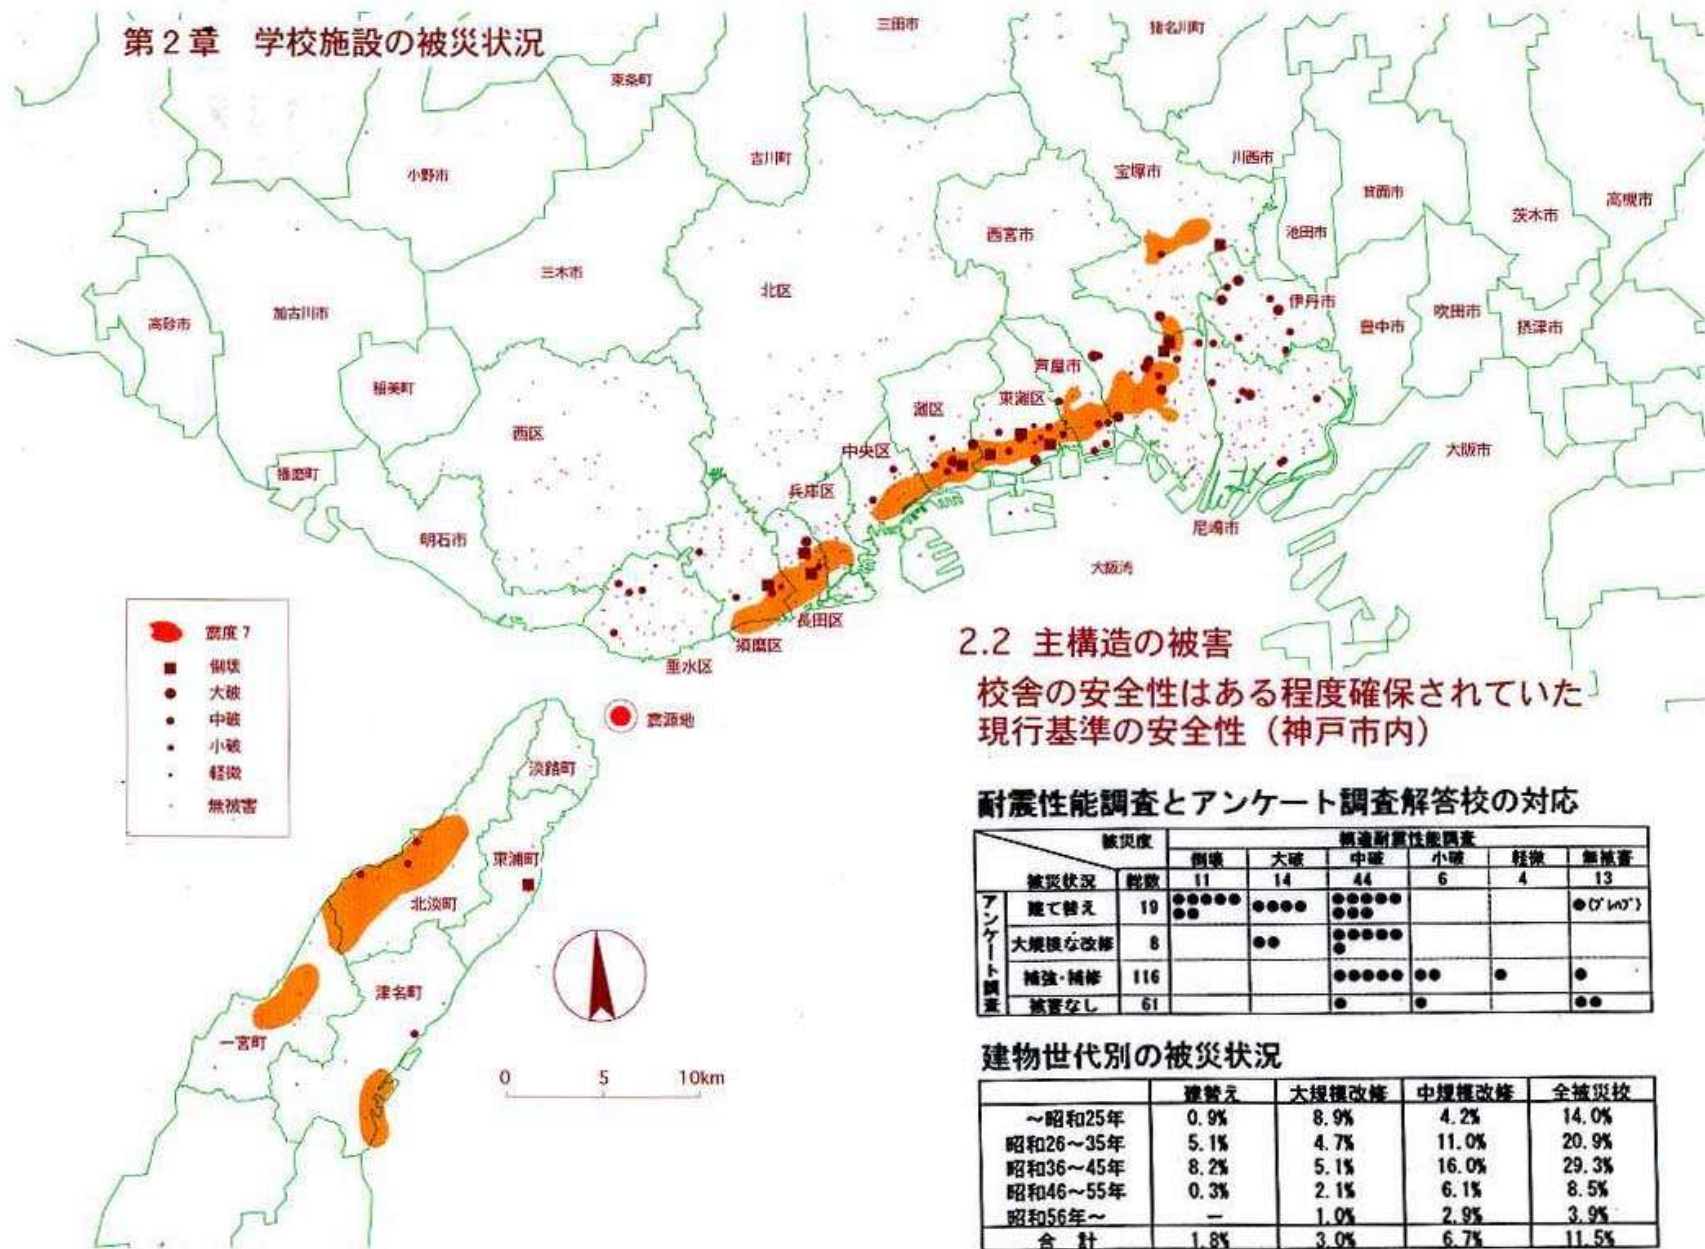 第2章 学校施設の被災状況
三田市
猪名川町
東条町
吉川町
小野市
宝塚市
川西市
箕面市
茨木市
高槻市
西宮市
池田市
三木市
北区
高砂市
加古川市
伊丹市
豊中市
吹田市
摂津市
稲美町
芦屋市
東灘区
灘区
西区
中央区
大阪市
播磨町
兵庫区
明石市
尼崎市
大阪湾
長田区
須磨区
垂水区
震度7
倒壊
大破
中破
小破
軽微
無被害
震源地
淡路町
東浦町
北淡町
津名町
一宮町
0 5 10km
2.2 主構造の被害
校舎の安全性はある程度確保されていた
現行基準の安全性(神戸市内)
耐震性能調査とアンケート調査解答校の対応
被災度 構造耐震性能調査
倒壊 大破 中破 小破 軽微 無被害
被災状況 総数 11 14 44 6 4 13
アンケート調査
建て替え 19 ●●●●●●● ●●●● ●●●●●●●● ●(プレハブ)
大規模な改修 8 ●● ●●●●●●
補強・補修 116 ●●●●● ●● ● ●
被害なし 61 ● ● ●●
建物世代別の被災状況
建替え 大規模改修 中規模改修 全被災校
~昭和25年 0.9% 8.9% 4.2% 14.0%
昭和26~35年 5.1% 4.7% 11.0% 20.9%
昭和36~45年 8.2% 5.1% 16.0% 29.3%
昭和46~55年 0.3% 2.1% 6.1% 8.5%
昭和56年~ — 1.0% 2.9% 3.9%
合計 1.8% 3.0% 6.7% 11.5%